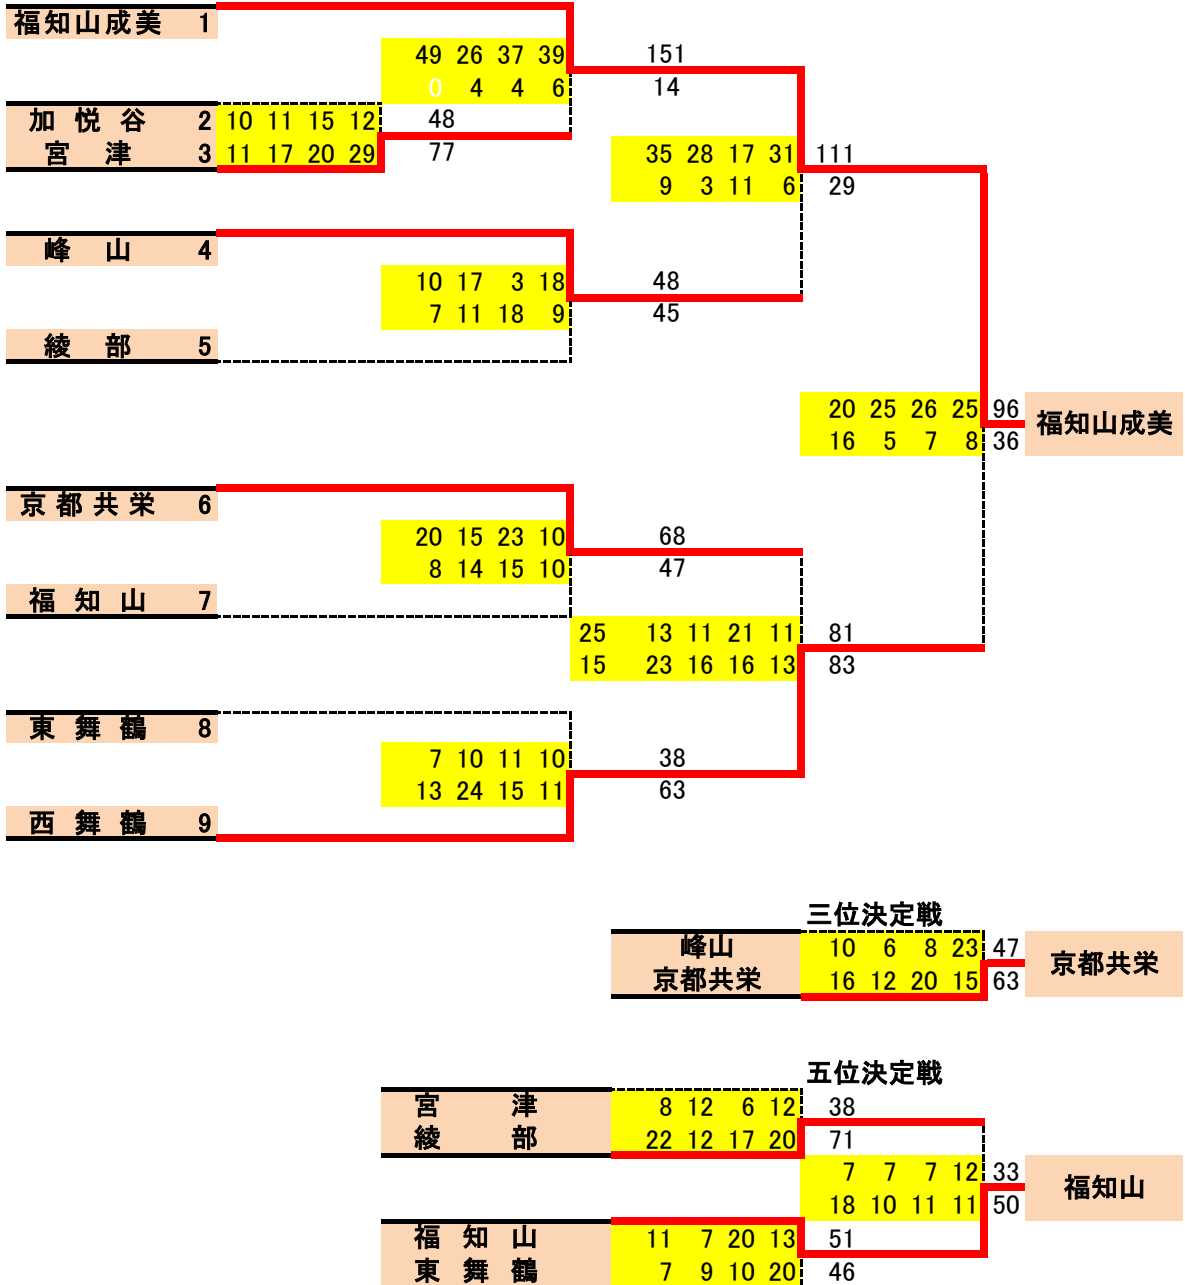 福知山成美 1
49 26 37 39 151
0 4 4 6 14
加悦谷 2 10 11 15 12 48
宮津 3 11 17 20 29 77
35 28 17 31 111
9 3 11 6 29
峰山 4
10 17 3 18 48
7 11 18 9 45
綾部 5
20 25 26 25 96 福知山成美
16 5 7 8 36
京都共栄 6
20 15 23 10 68
8 14 15 10 47
福知山 7
25 13 11 21 11 81
15 23 16 16 13 83
東舞鶴 8
7 10 11 10 38
13 24 15 11 63
西舞鶴 9
三位決定戦
峰山 10 6 8 23 47 京都共栄
京都共栄 16 12 20 15 63
五位決定戦
宮津 8 12 6 12 38
綾部 22 12 17 20 71
7 7 7 12 33 福知山
18 10 11 11 50
福知山 11 7 20 13 51
東舞鶴 7 9 10 20 46